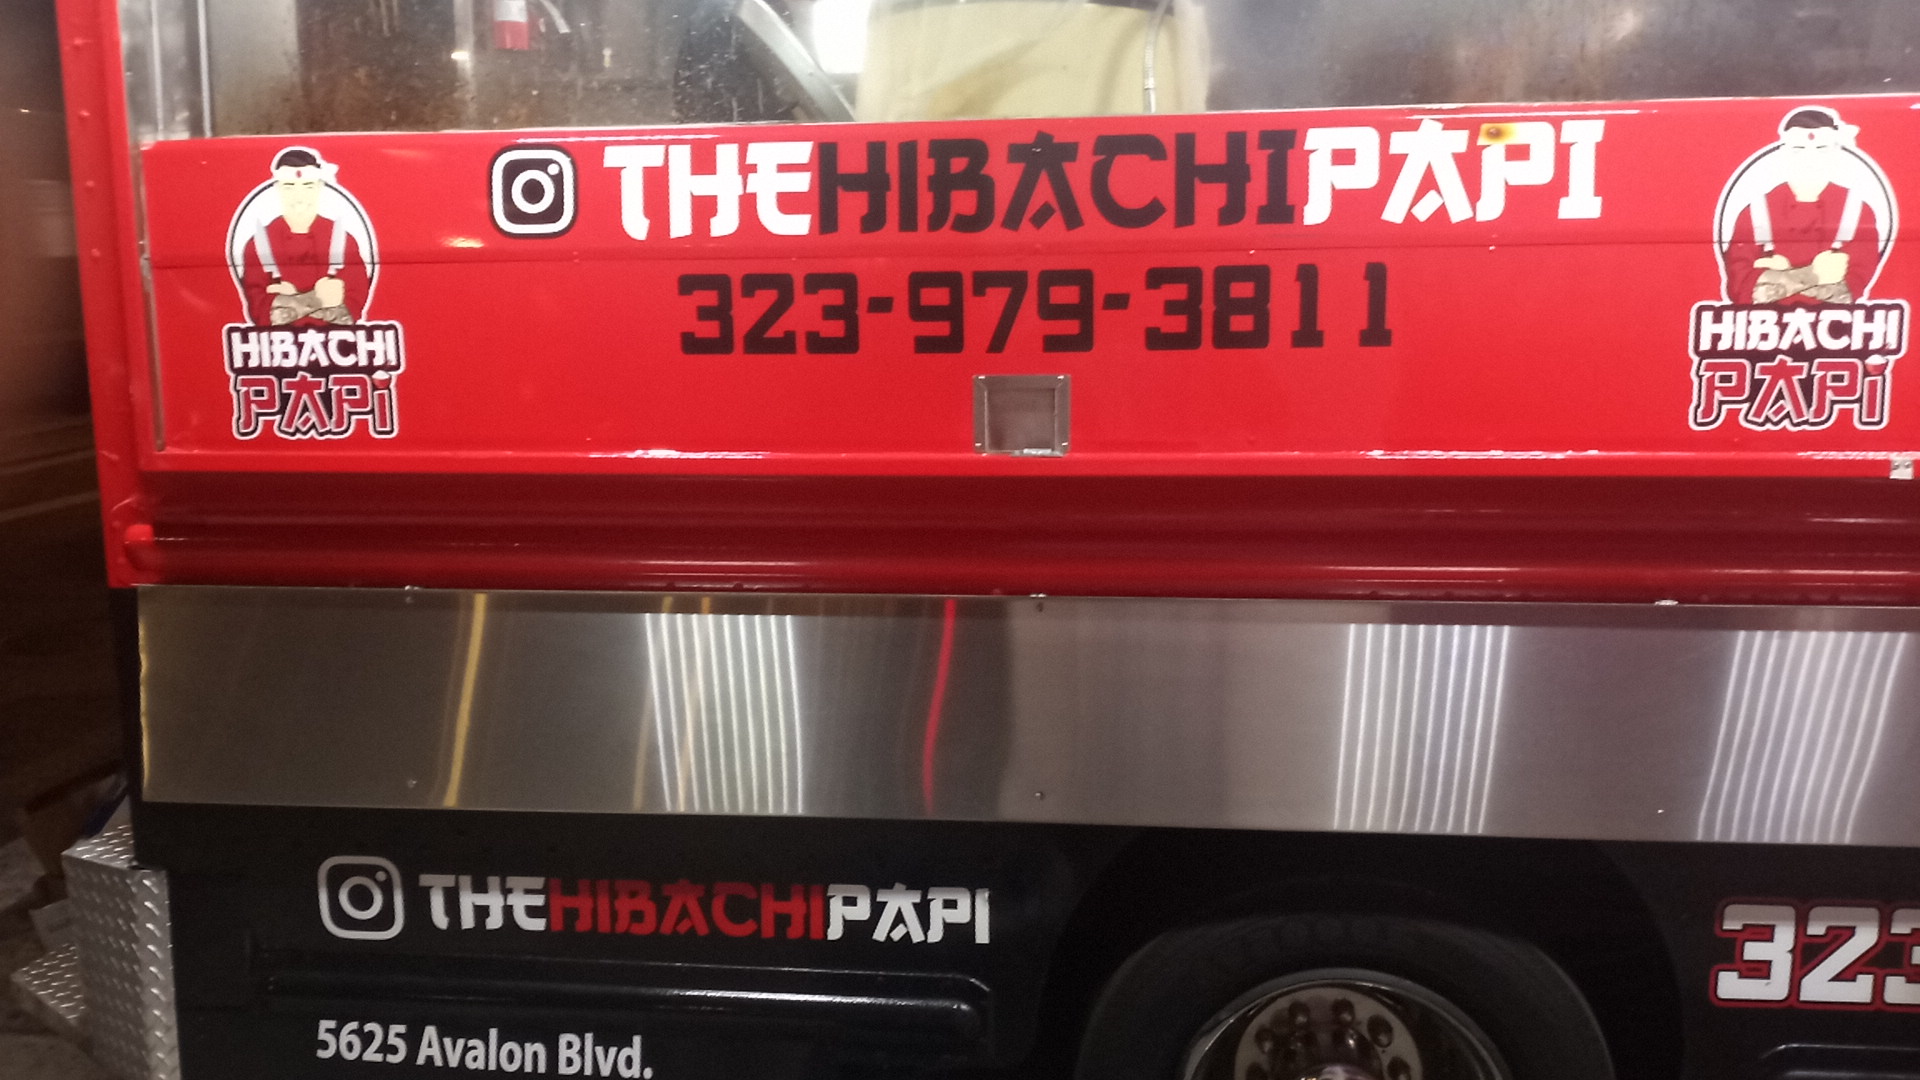 THEHIBACHIPAPI
323-979-3811
HIBACHI
PAPi
HIBACHI
PAPi
THEHIBACHIPAPI
323
5625 Avalon Blvd.